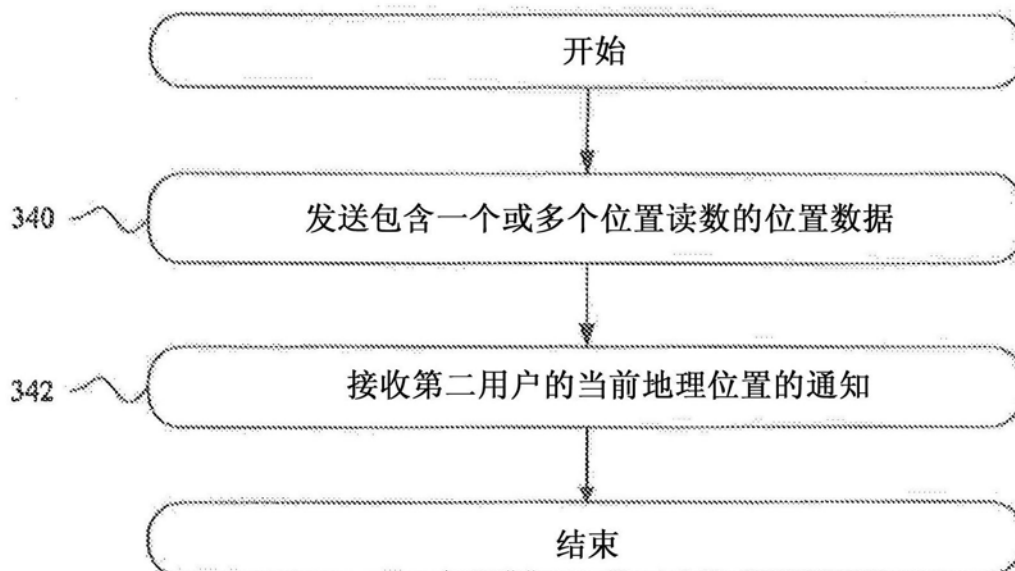 开始
340
发送包含一个或多个位置读数的位置数据
342
接收第二用户的当前地理位置的通知
结束